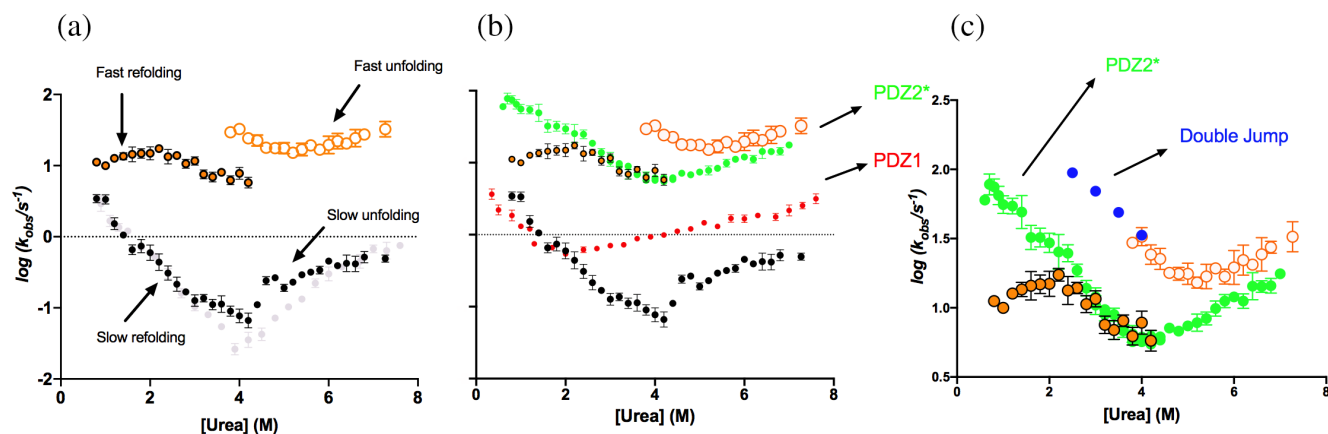 (a)
Fast refolding
Fast unfolding
Slow unfolding
Slow refolding
log (kobs/s-1)
2
1
0
-1
-2
0 2 4 6 8
[Urea] (M)
(b)
PDZ2*
PDZ1
0 2 4 6 8
[Urea] (M)
(c)
PDZ2*
Double Jump
log (kobs/s-1)
2.5
2.0
1.5
1.0
0.5
0 2 4 6 8
[Urea] (M)